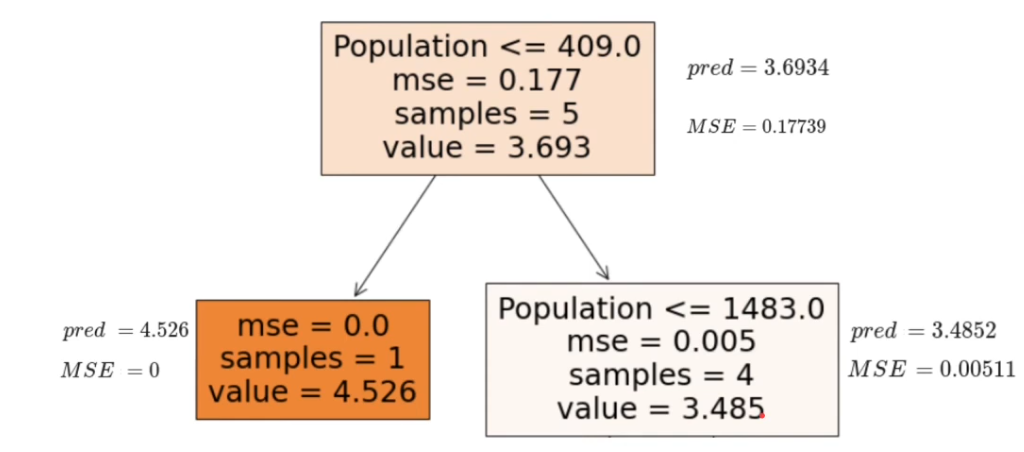 Population <= 409.0
mse = 0.177
samples = 5
value = 3.693
pred = 3.6934
MSE = 0.17739
pred = 4.526
MSE = 0
mse = 0.0
samples = 1
value = 4.526
Population <= 1483.0
mse = 0.005
samples = 4
value = 3.485
pred = 3.4852
MSE = 0.00511